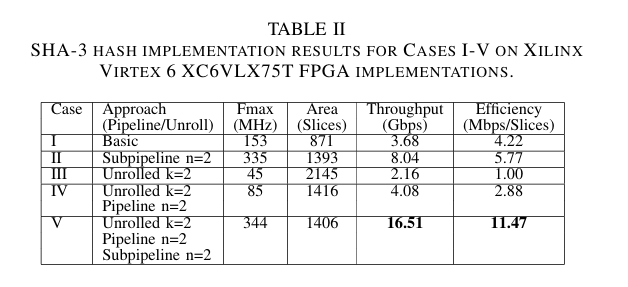 TABLE II
SHA-3 HASH IMPLEMENTATION RESULTS FOR CASES I-V ON XILINX
VIRTEX 6 XC6VLX75T FPGA IMPLEMENTATIONS.
Case Approach Fmax Area Throughput Efficiency
(Pipeline/Unroll) (MHz) (Slices) (Gbps) (Mbps/Slices)
I Basic 153 871 3.68 4.22
II Subpipeline n=2 335 1393 8.04 5.77
III Unrolled k=2 45 2145 2.16 1.00
IV Unrolled k=2 85 1416 4.08 2.88
Pipeline n=2
V Unrolled k=2 344 1406 16.51 11.47
Pipeline n=2
Subpipeline n=2